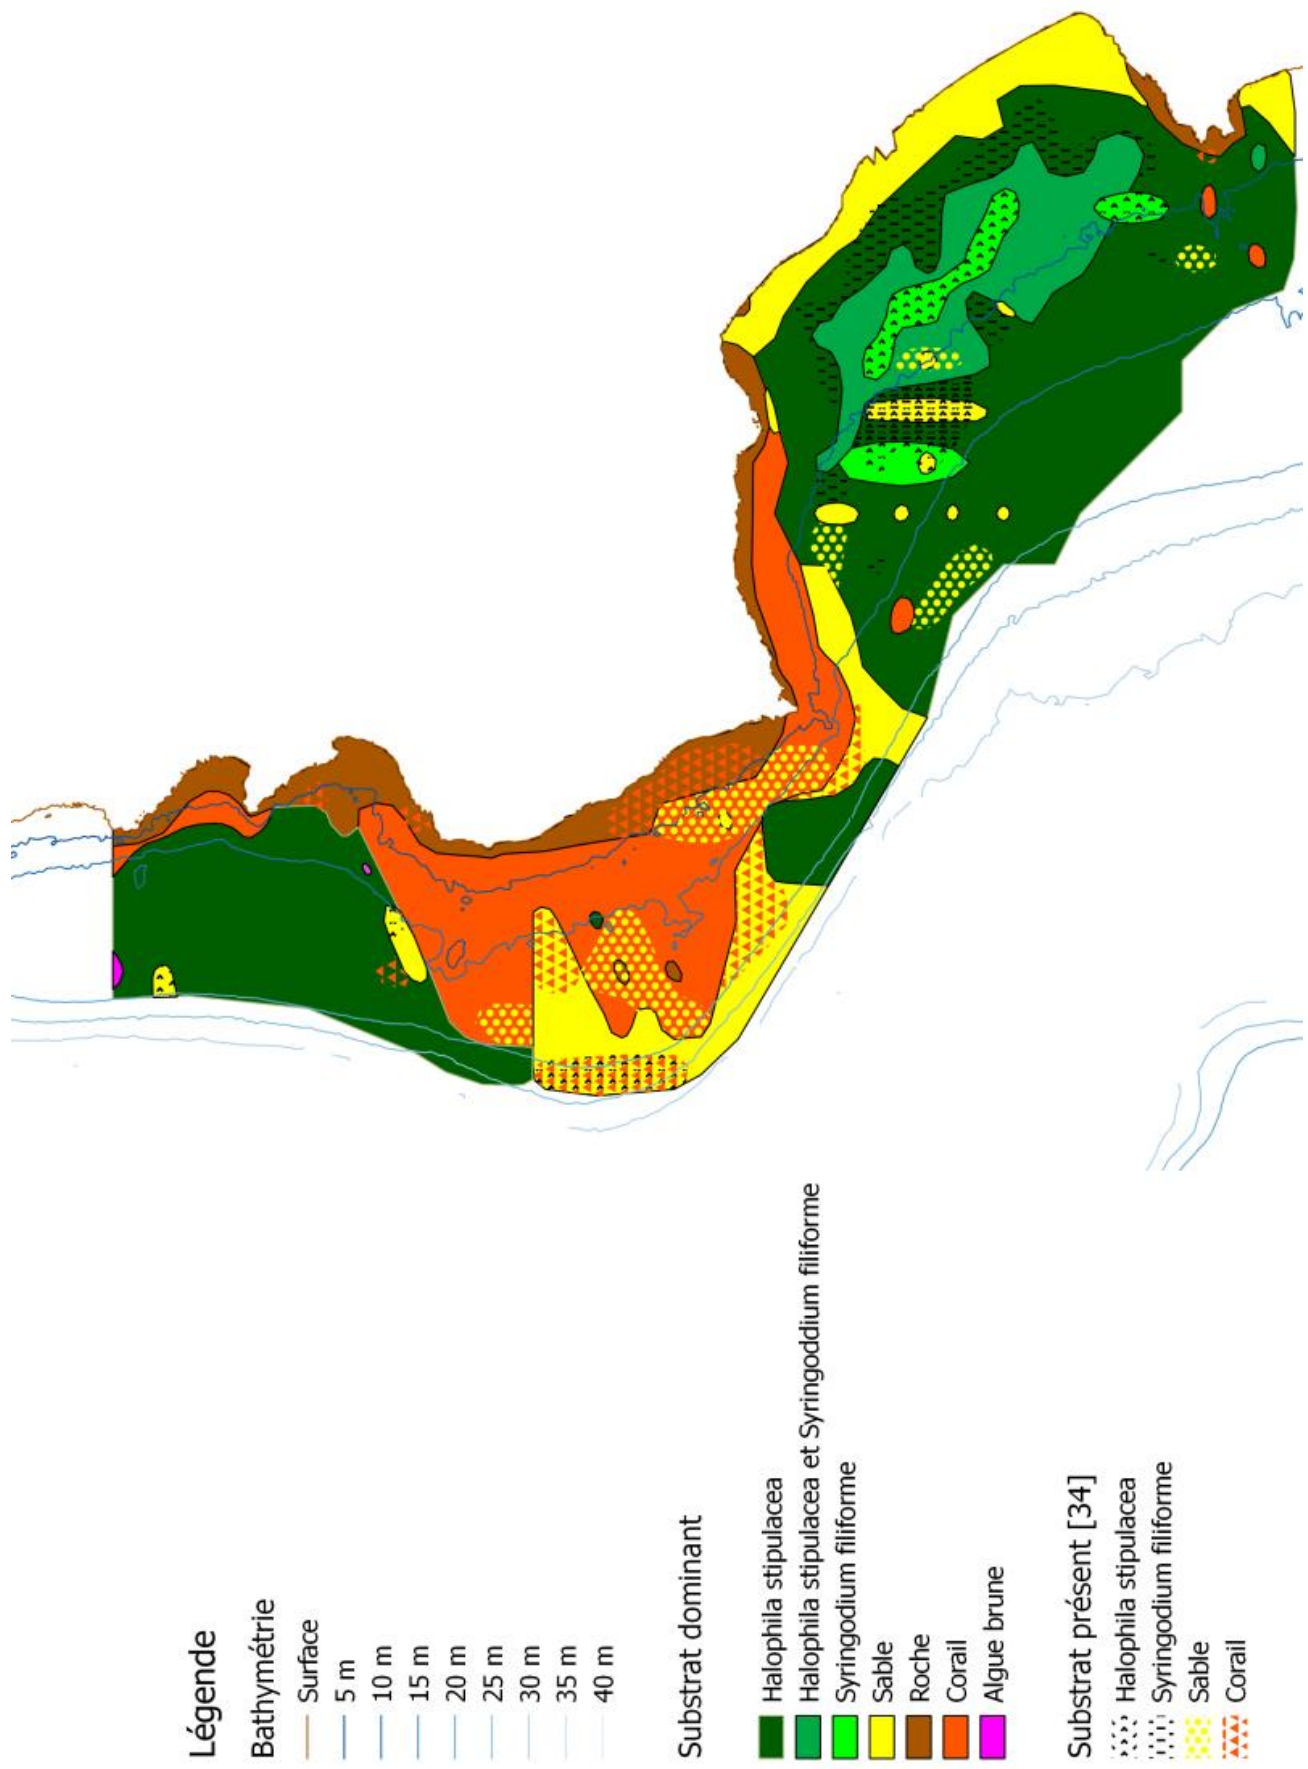 Légende
Bathymétrie
Surface
5 m
10 m
15 m
20 m
25 m
30 m
35 m
40 m
Substrat dominant
Halophila stipulacea
Halophila stipulacea et Syringoddium filiforme
Syringodium filiforme
Sable
Roche
Corail
Algue brune
Substrat présent [34]
Halophila stipulacea
Syringodium filiforme
Sable
Corail